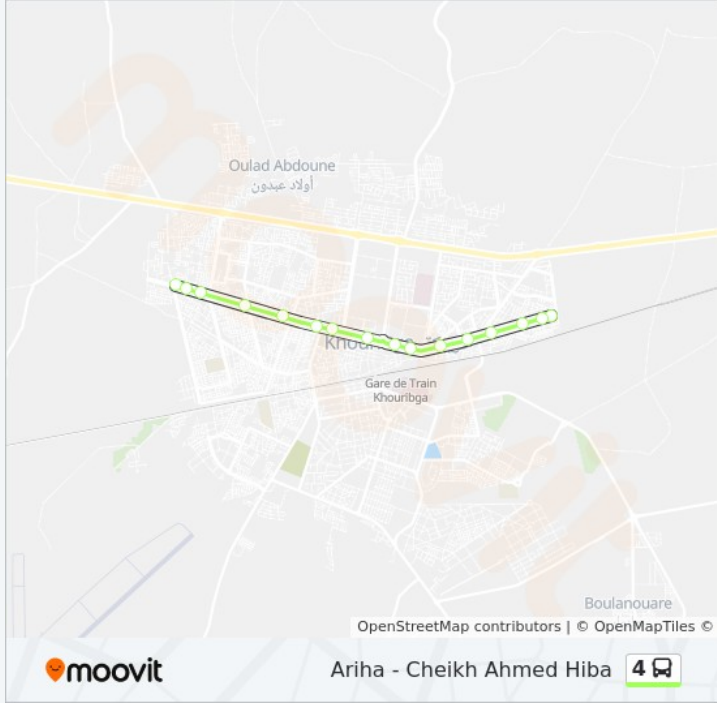 Oulad Abdoune
أولاد عبدون
Gare de Train
Khouribga
Boulanouare
OpenStreetMap contributors | © OpenMapTiles ©
moovit
Ariha - Cheikh Ahmed Hiba
4